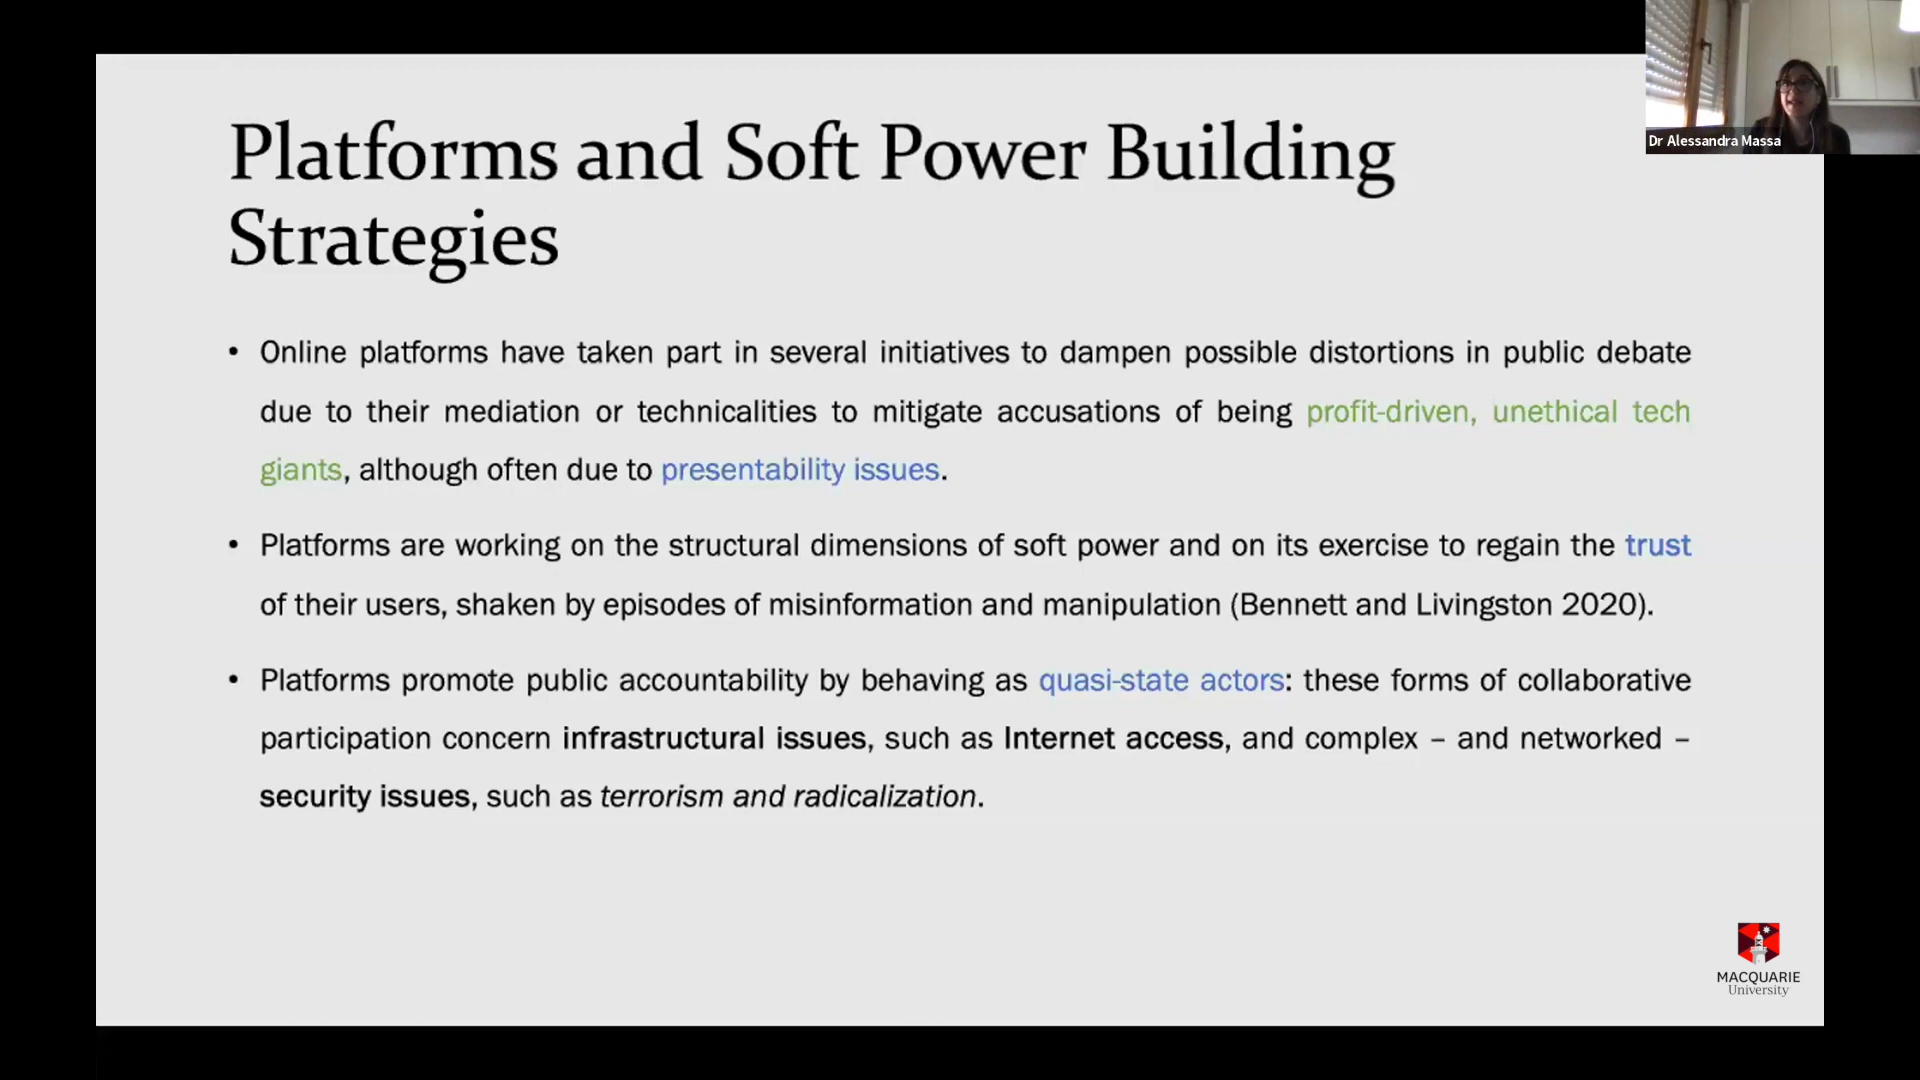 Dr Alessandra Massa
Platforms and Soft Power Building
Strategies
• Online platforms have taken part in several initiatives to dampen possible distortions in public debate
due to their mediation or technicalities to mitigate accusations of being profit-driven, unethical tech
giants, although often due to presentability issues.
• Platforms are working on the structural dimensions of soft power and on its exercise to regain the trust
of their users, shaken by episodes of misinformation and manipulation (Bennett and Livingston 2020).
• Platforms promote public accountability by behaving as quasi-state actors: these forms of collaborative
participation concern infrastructural issues, such as Internet access, and complex – and networked –
security issues, such as terrorism and radicalization.
MACQUARIE
University